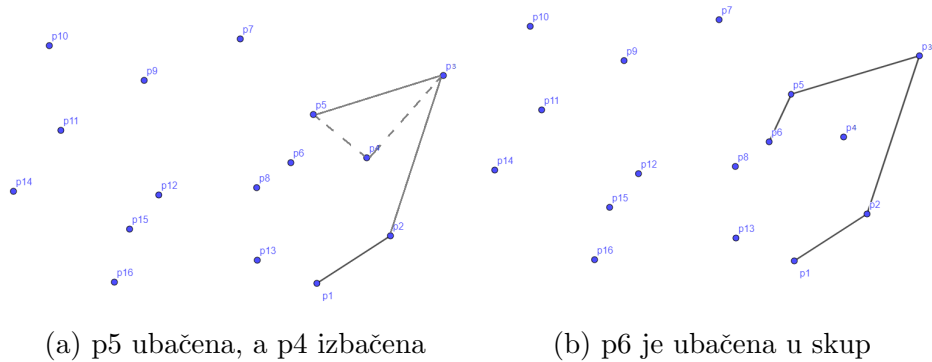 p10
p7
p9
p3
p5
p11
p4
p6
p14
p12
p8
p15
p2
p13
p16
p1
(a) p5 ubačena, a p4 izbačena
p10
p7
p3
p9
p5
p11
p4
p6
p14
p12
p8
p15
p2
p13
p16
p1
(b) p6 je ubačena u skup